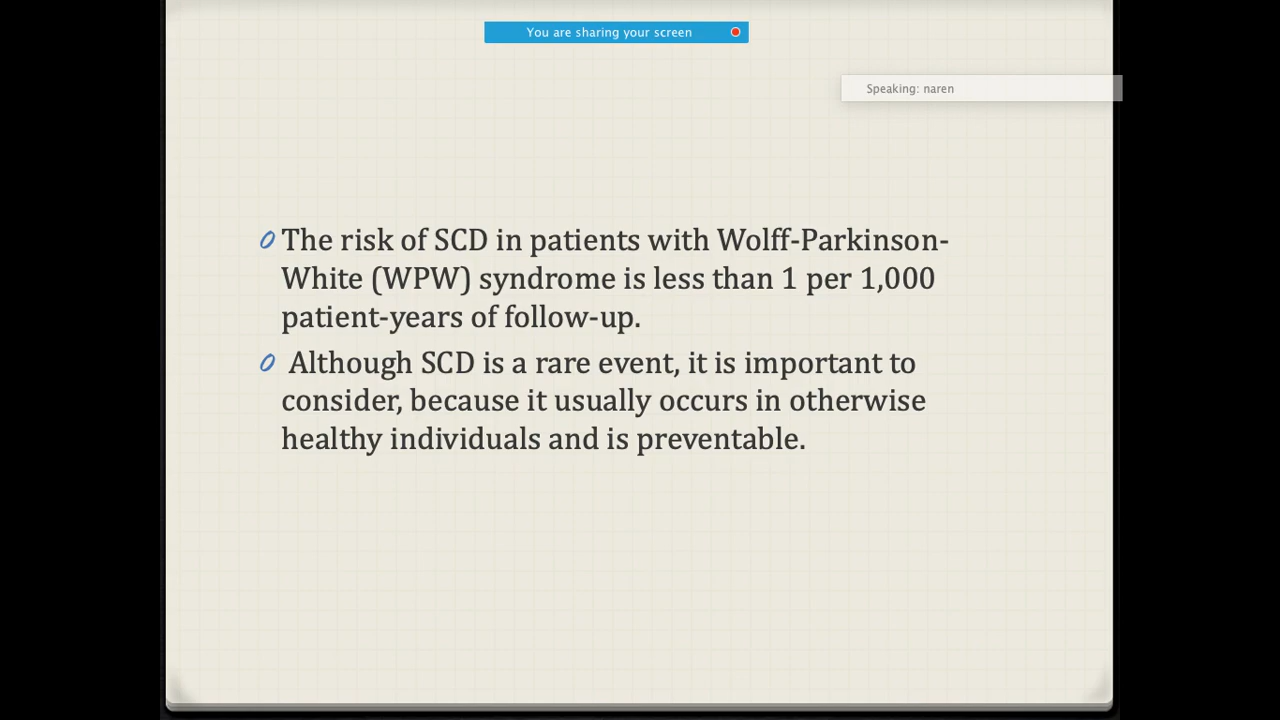 You are sharing your screen
Speaking: naren
The risk of SCD in patients with Wolff-Parkinson-
White (WPW) syndrome is less than 1 per 1,000
patient-years of follow-up.
Although SCD is a rare event, it is important to
consider, because it usually occurs in otherwise
healthy individuals and is preventable.